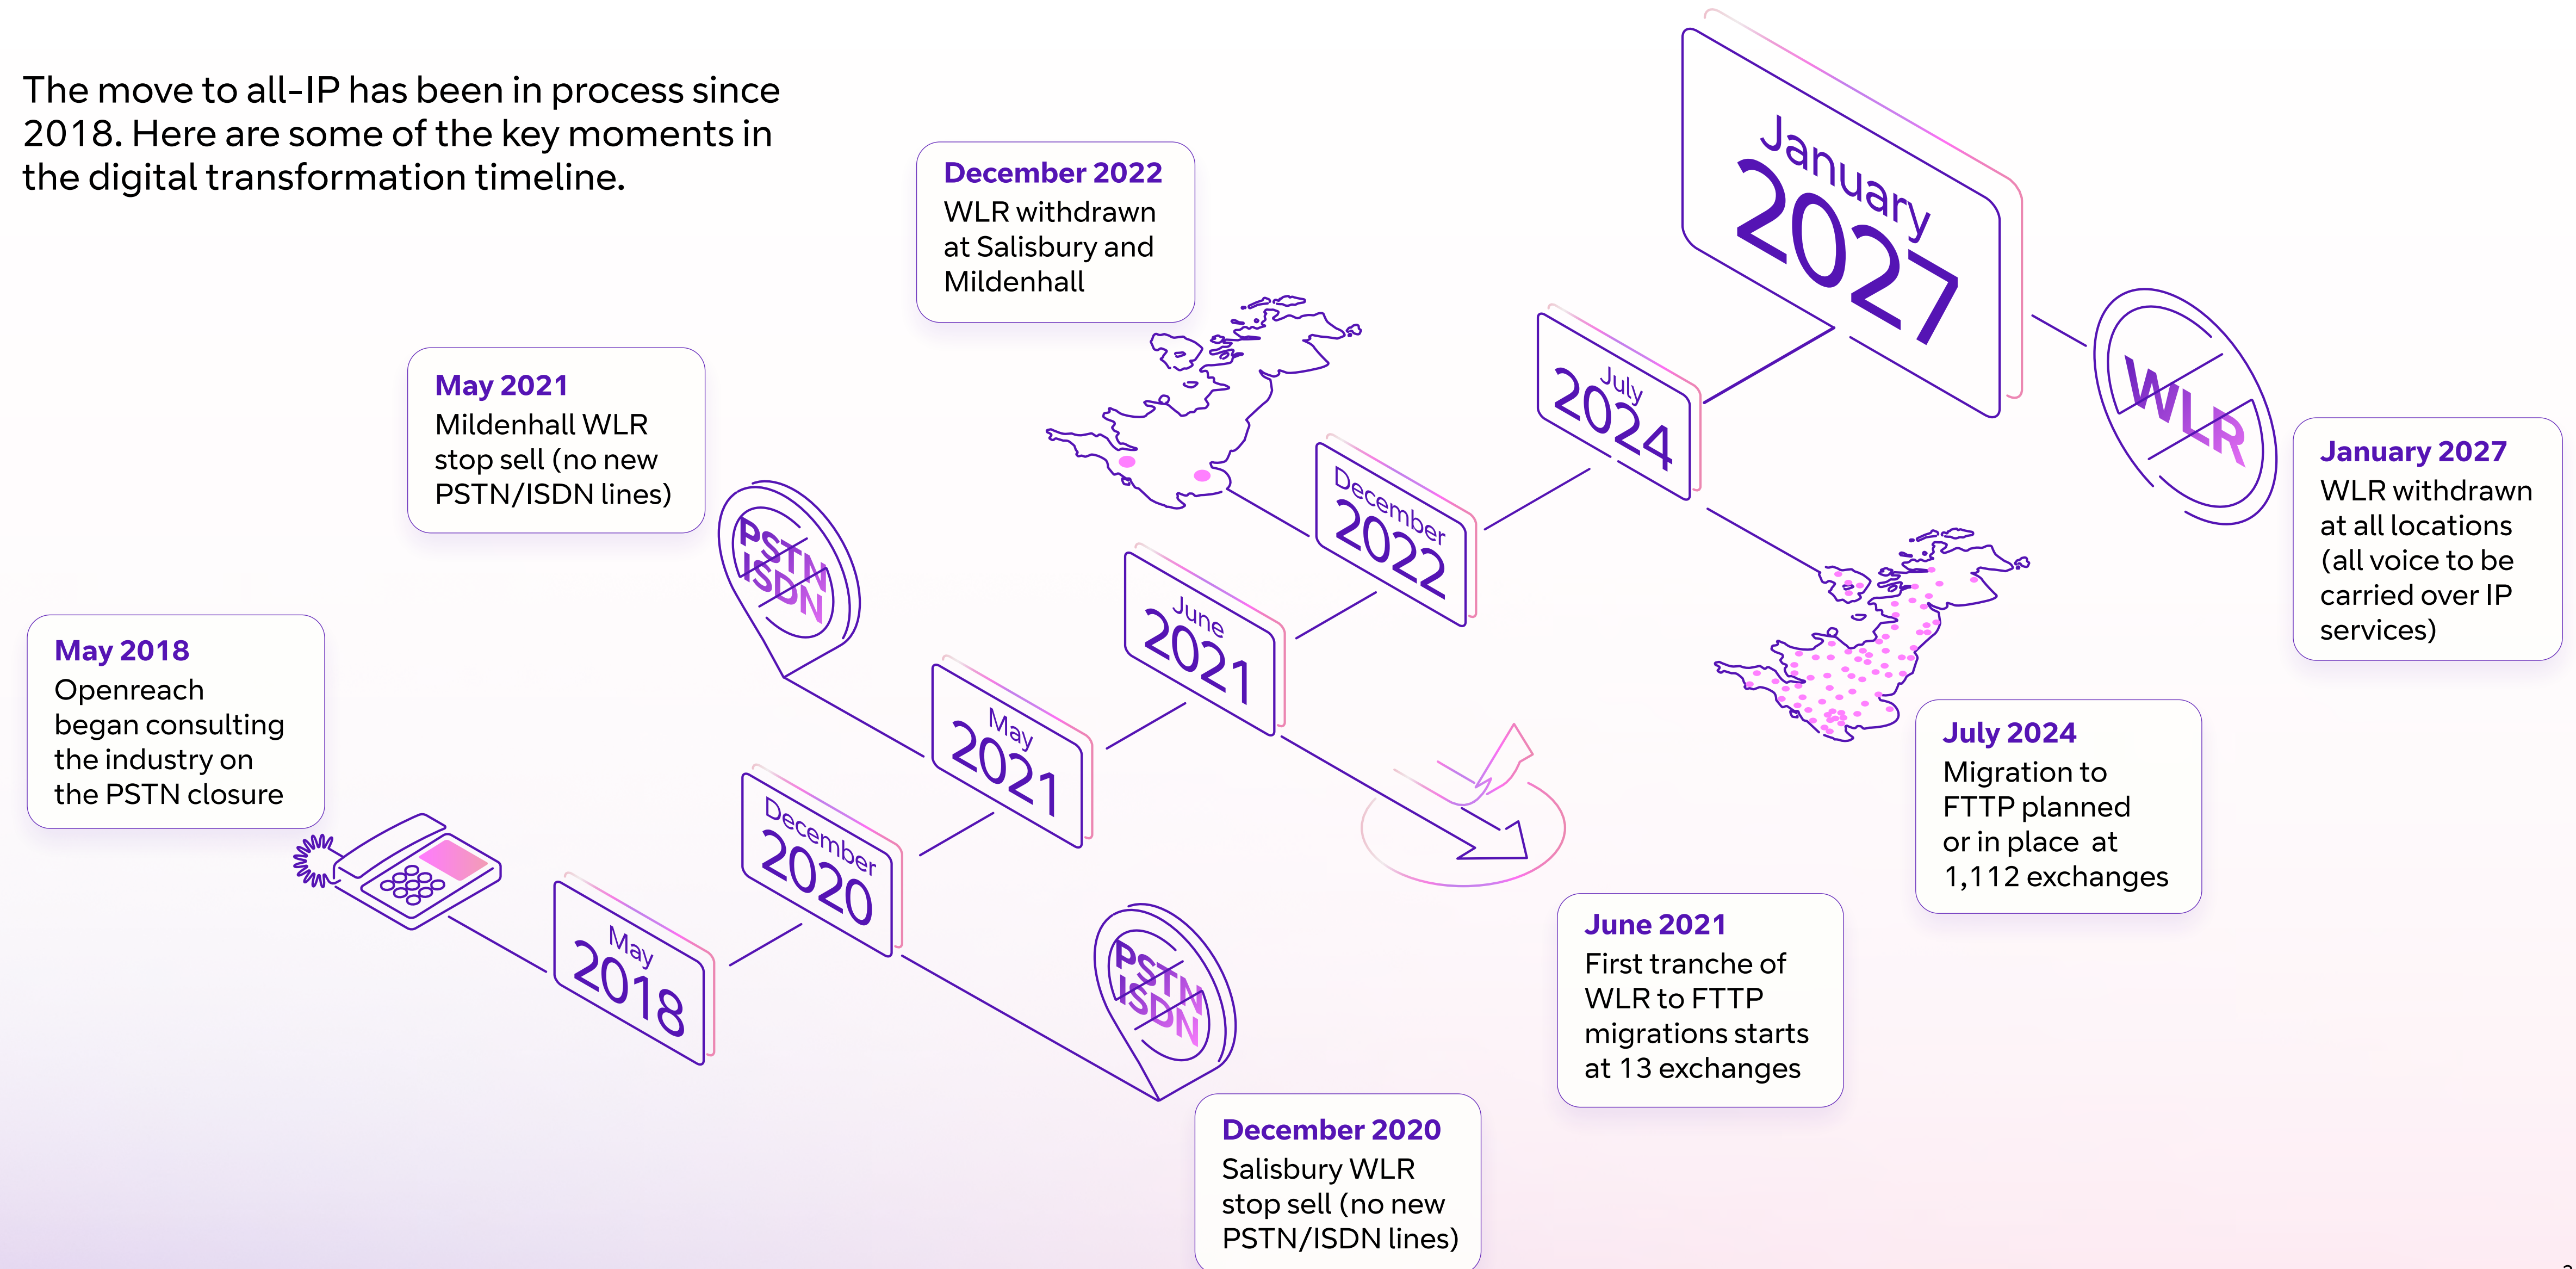 The move to all-IP has been in process since
2018. Here are some of the key moments in
the digital transformation timeline.
May 2018
Openreach
began consulting
the industry on
the PSTN closure
May
2018
December
2020
December 2020
Salisbury WLR
stop sell (no new
PSTN/ISDN lines)
PSTN
ISDN
May 2021
Mildenhall WLR
stop sell (no new
PSTN/ISDN lines)
PSTN
ISDN
May
2021
June
2021
June 2021
First tranche of
WLR to FTTP
migrations starts
at 13 exchanges
December 2022
WLR withdrawn
at Salisbury and
Mildenhall
December
2022
July
2024
July 2024
Migration to
FTTP planned
or in place at
1,112 exchanges
January
2027
WLR
January 2027
WLR withdrawn
at all locations
(all voice to be
carried over IP
services)